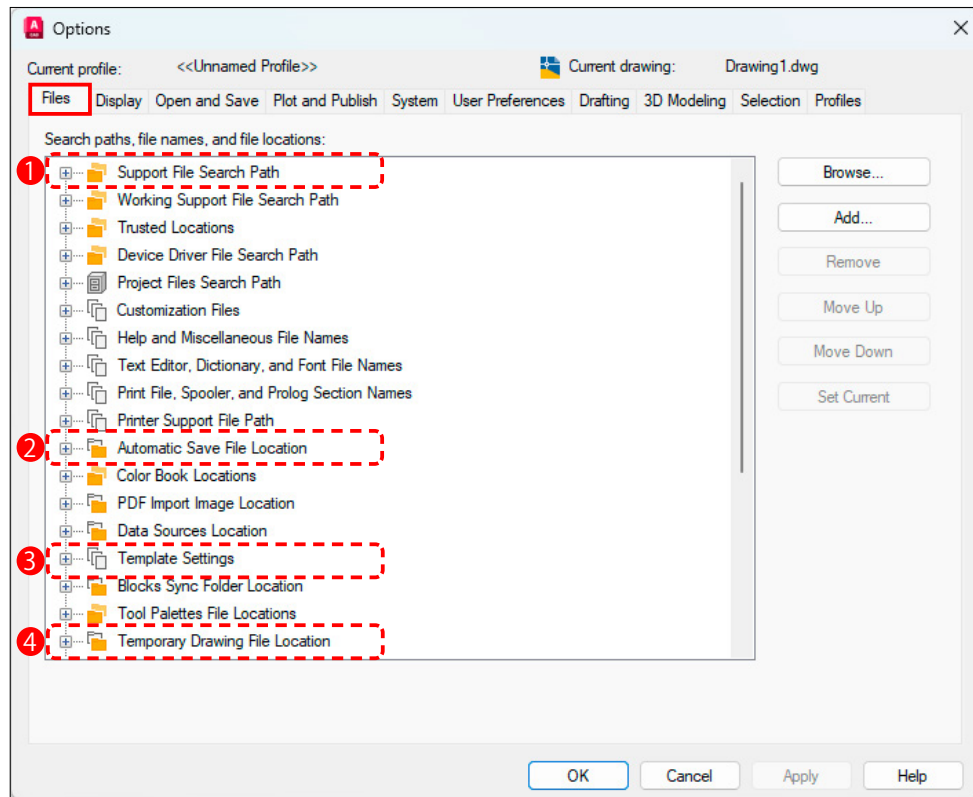 Options
Current profile: <<Unnamed Profile>> Current drawing: Drawing1.dwg
Files Display Open and Save Plot and Publish System User Preferences Drafting 3D Modeling Selection Profiles
Search paths, file names, and file locations:
1 Support File Search Path
Working Support File Search Path
Trusted Locations
Device Driver File Search Path
Project Files Search Path
Customization Files
Help and Miscellaneous File Names
Text Editor, Dictionary, and Font File Names
Print File, Spooler, and Prolog Section Names
Printer Support File Path
2 Automatic Save File Location
Color Book Locations
PDF Import Image Location
Data Sources Location
3 Template Settings
Blocks Sync Folder Location
Tool Palettes File Locations
4 Temporary Drawing File Location
Browse...
Add...
Remove
Move Up
Move Down
Set Current
OK Cancel Apply Help